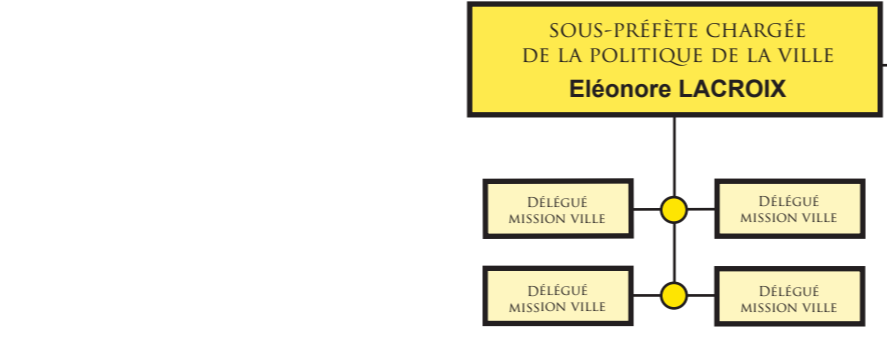 SOUS-PRÉFÈTE CHARGÉE
DE LA POLITIQUE DE LA VILLE
Eléonore LACROIX
DÉLÉGUÉ
MISSION VILLE
DÉLÉGUÉ
MISSION VILLE
DÉLÉGUÉ
MISSION VILLE
DÉLÉGUÉ
MISSION VILLE